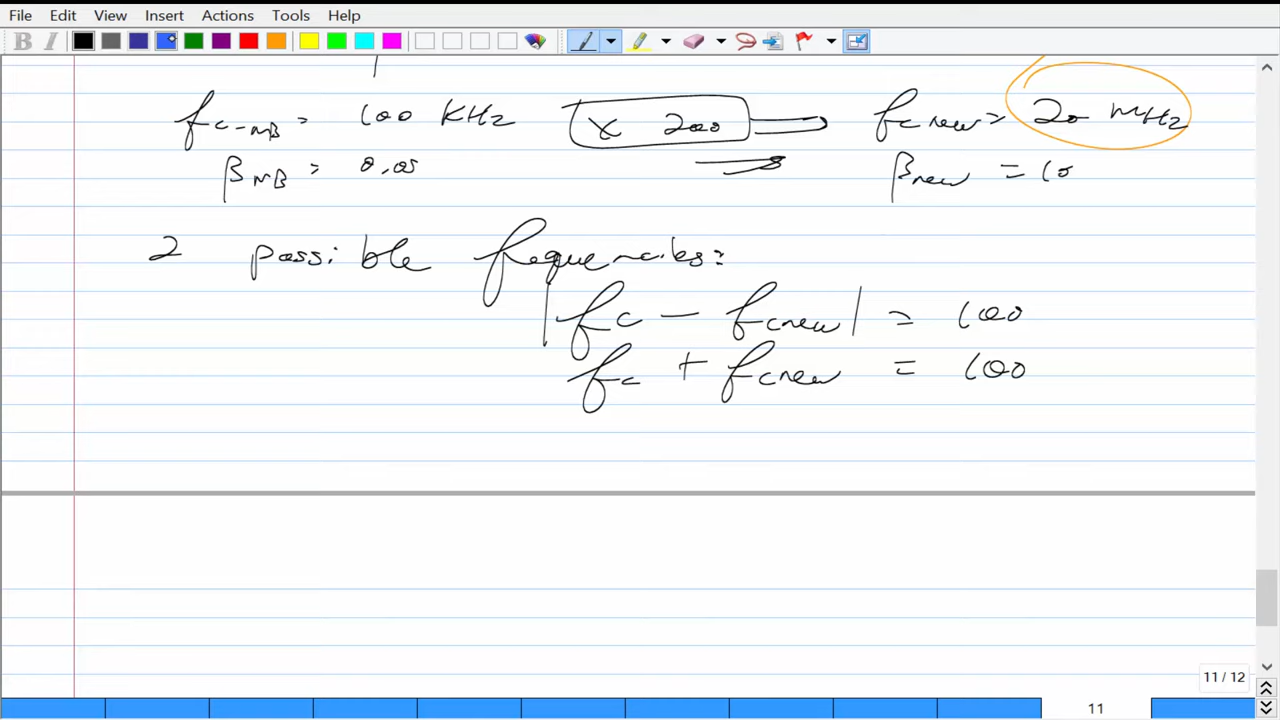 File Edit View Insert Actions Tools Help
B I
fc-NB = 100 KHz x 200 fcnew = 20 MHz
βNB = 0.05 βnew = 10
2 possible frequencies:
|fc - fcnew| = 100
fc + fcnew = 100
11 / 12
11